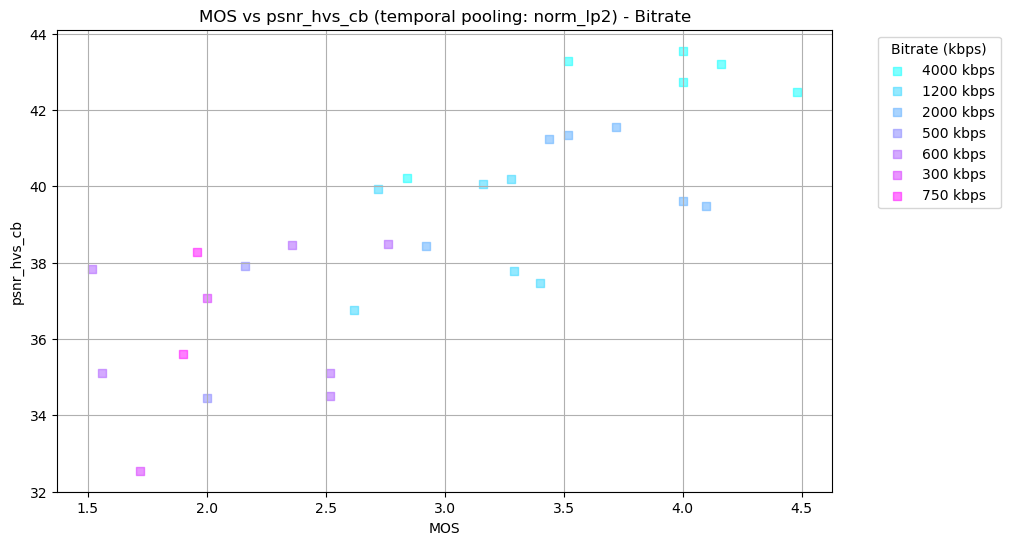 MOS vs psnr_hvs_cb (temporal pooling: norm_lp2) - Bitrate
44
42
40
38
36
34
32
psnr_hvs_cb
1.5 2.0 2.5 3.0 3.5 4.0 4.5
MOS
Bitrate (kbps)
4000 kbps
1200 kbps
2000 kbps
500 kbps
600 kbps
300 kbps
750 kbps